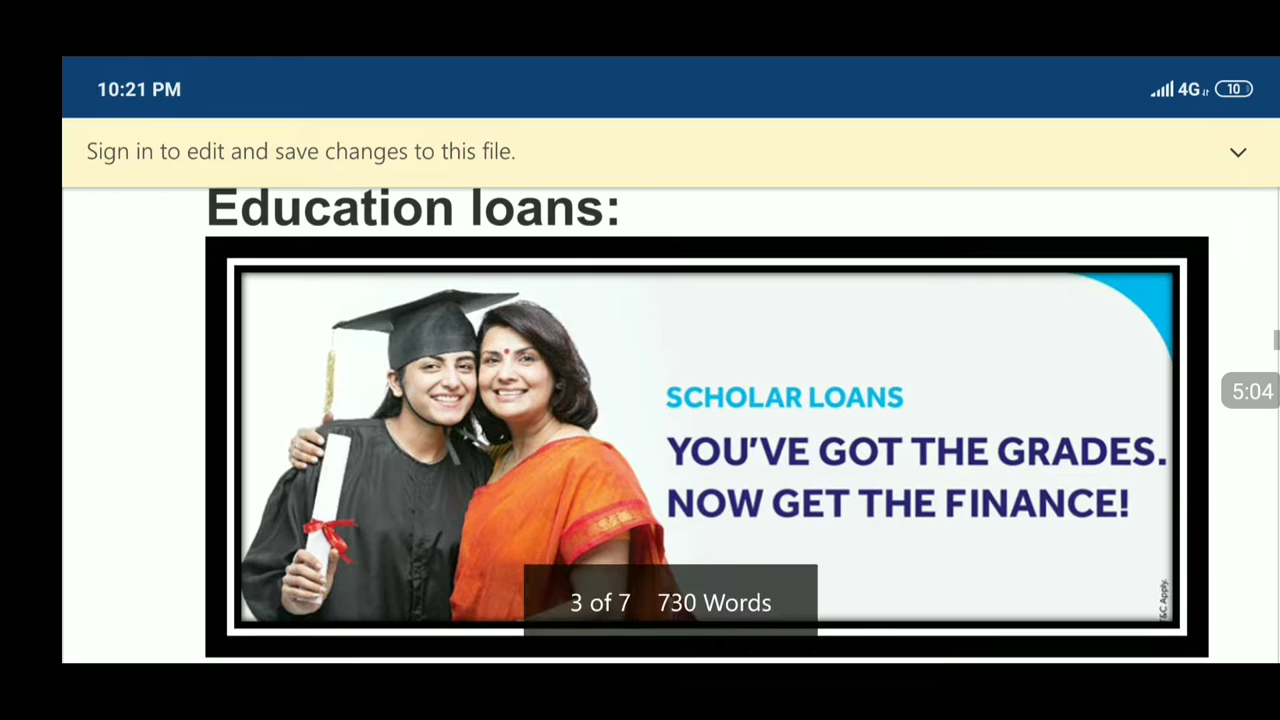 10:21 PM
4G
10
Sign in to edit and save changes to this file.
Education loans:
SCHOLAR LOANS
YOU'VE GOT THE GRADES.
NOW GET THE FINANCE!
T&C Apply.
3 of 7 730 Words
5:04